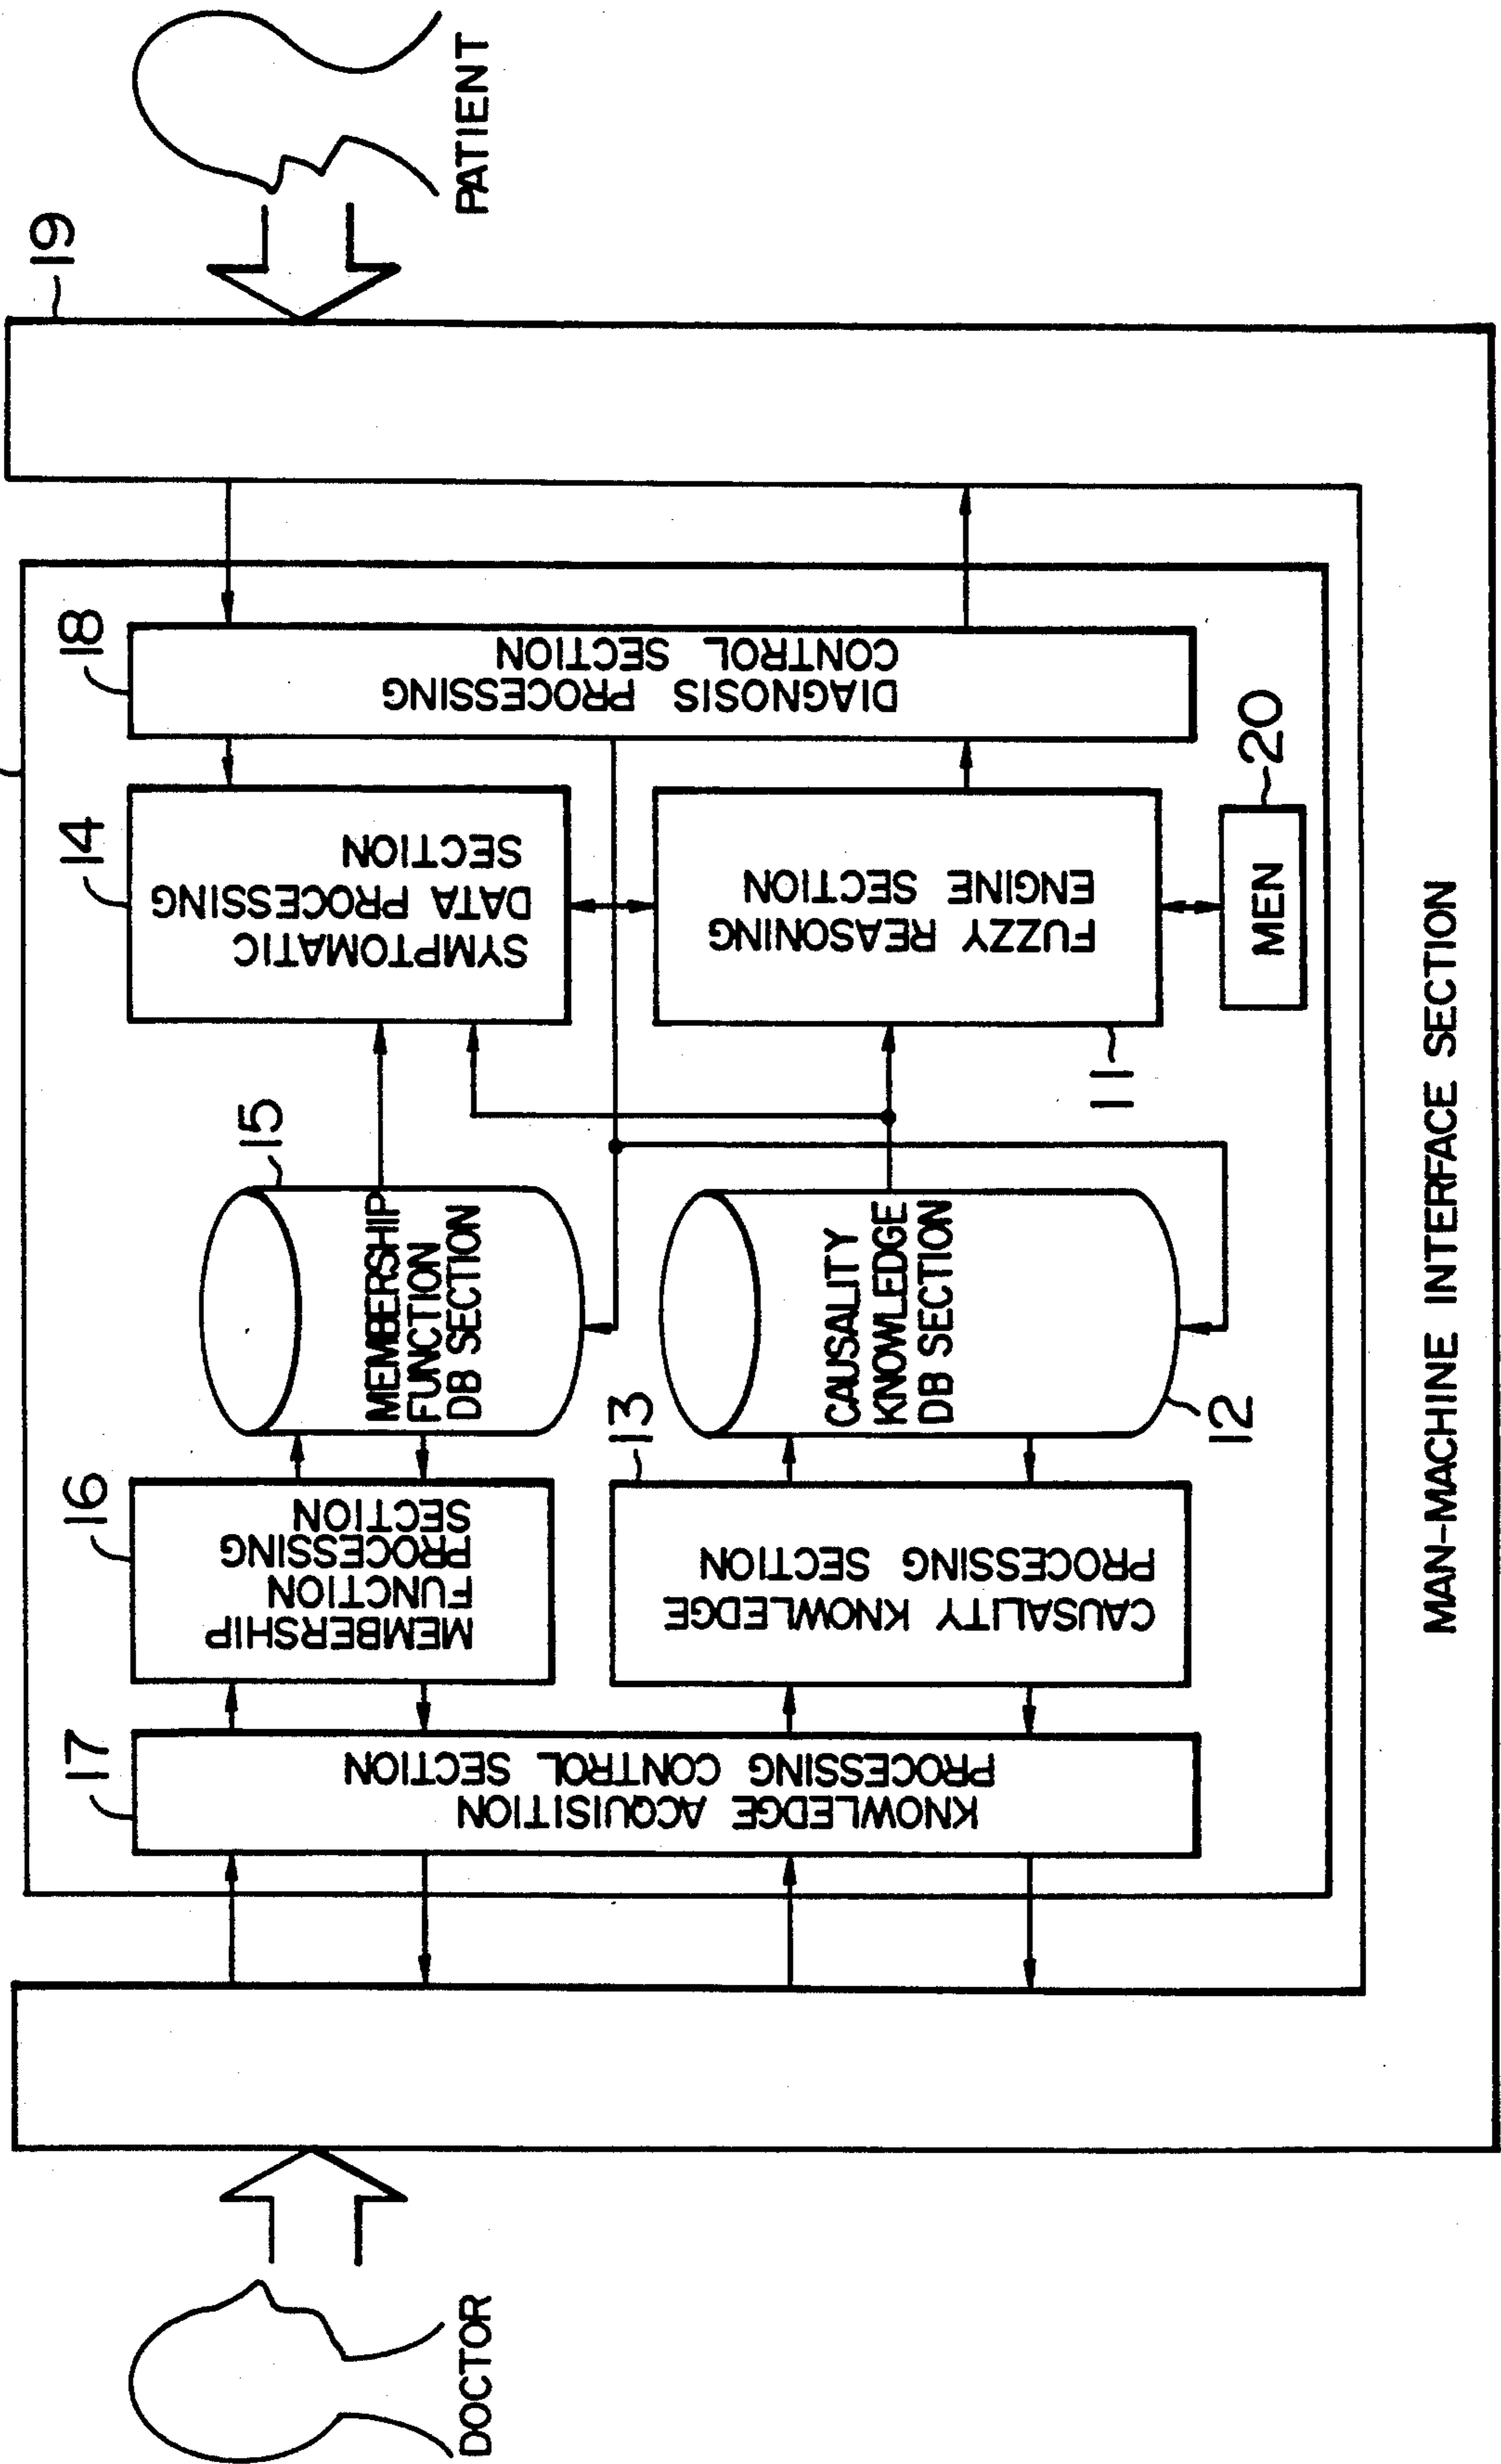 DOCTOR
PATIENT
17
KNOWLEDGE ACQUISITION
PROCESSING CONTROL SECTION
16
MEMBERSHIP
FUNCTION
PROCESSING
SECTION
13
CAUSALITY KNOWLEDGE
PROCESSING SECTION
15
MEMBERSHIP
FUNCTION
DB SECTION
CAUSALITY
KNOWLEDGE
DB SECTION
12
14
SYMPTOMATIC
DATA PROCESSING
SECTION
FUZZY REASONING
ENGINE SECTION
11
MEN
20
18
DIAGNOSIS PROCESSING
CONTROL SECTION
19
MAN-MACHINE INTERFACE SECTION